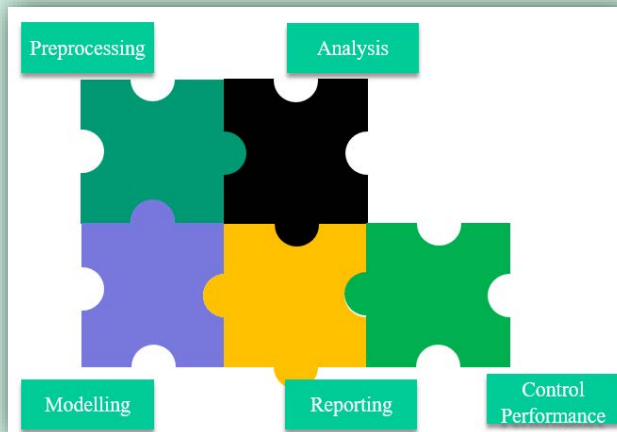 Preprocessing
Analysis
Modelling
Reporting
Control
Performance